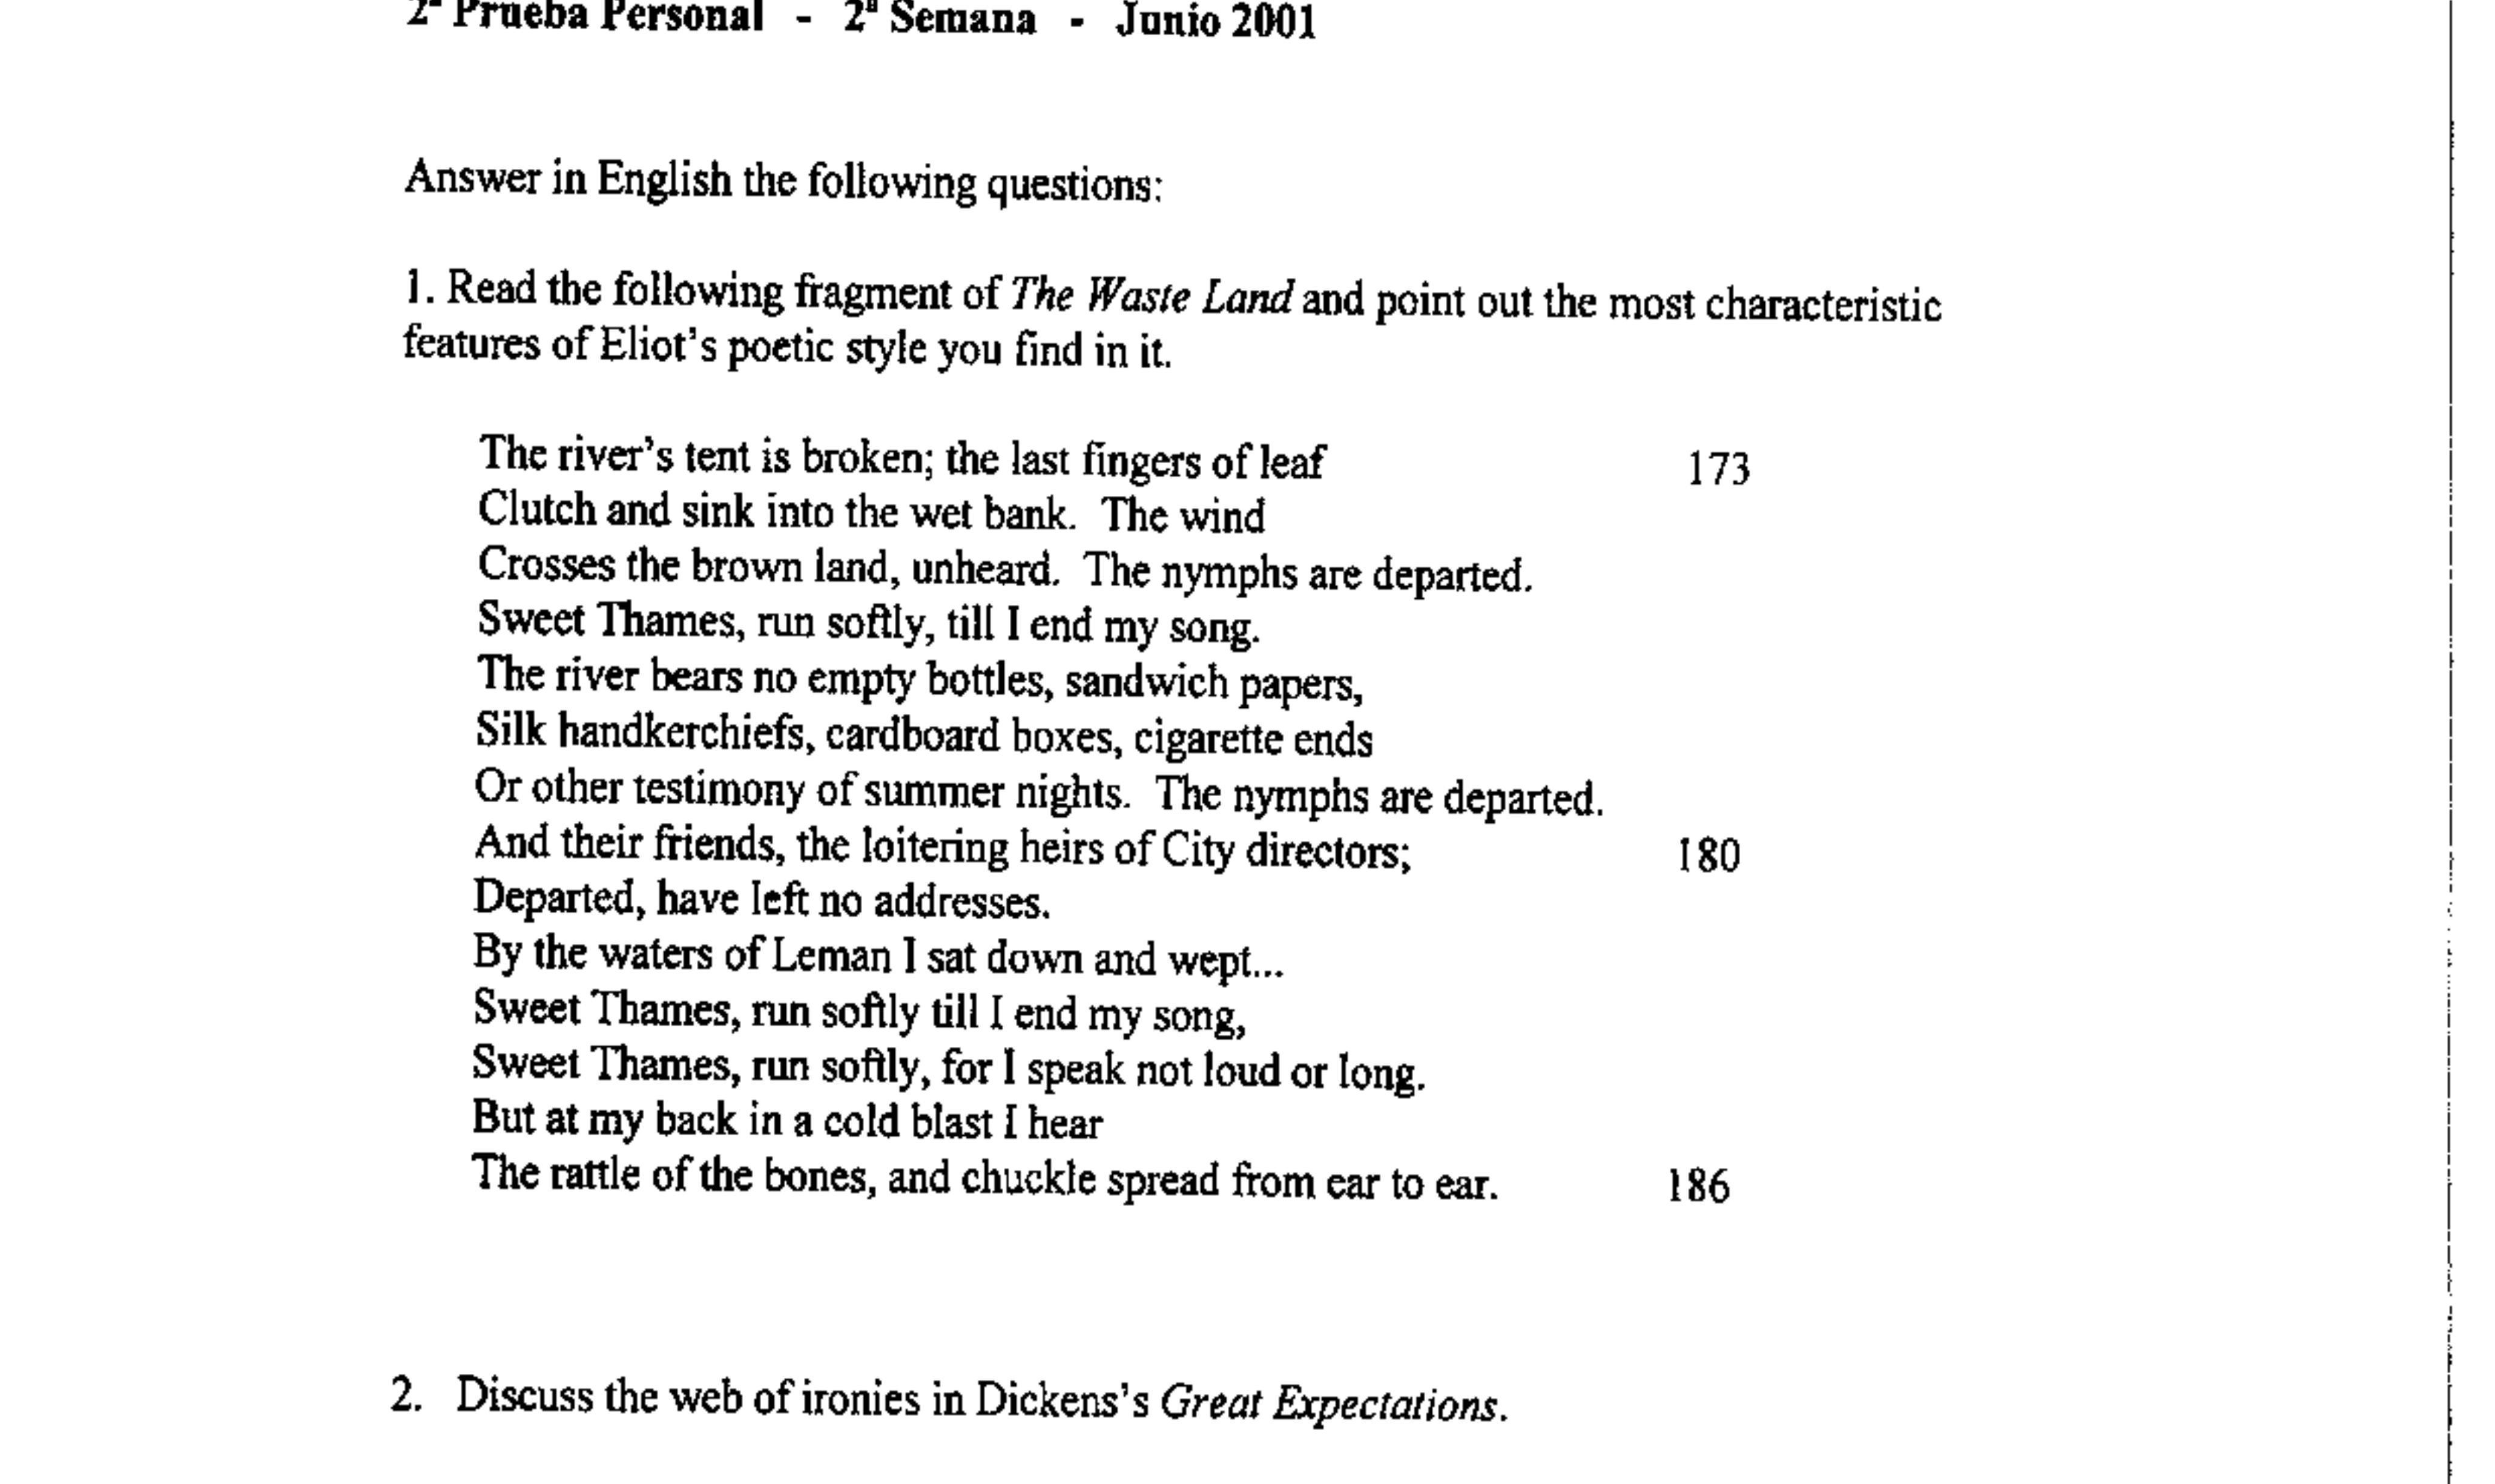 2ª Prueba Personal - 2ª Semana - Junio 2001
Answer in English the following questions:
1. Read the following fragment of The Waste Land and point out the most characteristic
features of Eliot's poetic style you find in it.
The river's tent is broken; the last fingers of leaf 173
Clutch and sink into the wet bank. The wind
Crosses the brown land, unheard. The nymphs are departed.
Sweet Thames, run softly, till I end my song.
The river bears no empty bottles, sandwich papers,
Silk handkerchiefs, cardboard boxes, cigarette ends
Or other testimony of summer nights. The nymphs are departed.
And their friends, the loitering heirs of City directors; 180
Departed, have left no addresses.
By the waters of Leman I sat down and wept...
Sweet Thames, run softly till I end my song,
Sweet Thames, run softly, for I speak not loud or long.
But at my back in a cold blast I hear
The rattle of the bones, and chuckle spread from ear to ear. 186
2. Discuss the web of ironies in Dickens's Great Expectations.